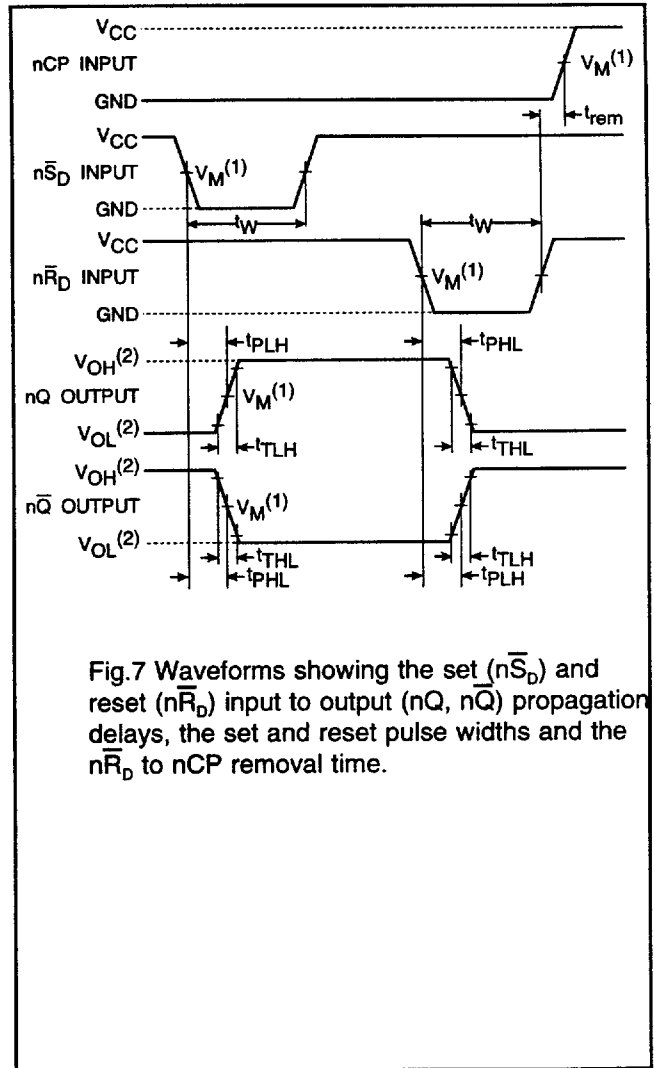 VCC
nCP INPUT VM(1)
GND
trem
VCC
nS̅D INPUT VM(1)
GND
tW
VCC tW
nR̅D INPUT VM(1)
GND
VOH(2) tPLH tPHL
nQ OUTPUT VM(1)
VOL(2) tTLH tTHL
VOH(2)
nQ̅ OUTPUT VM(1)
VOL(2)
tTHL tTLH
tPHL tPLH
Fig.7 Waveforms showing the set (nS̅D) and
reset (nR̅D) input to output (nQ, nQ̅) propagation
delays, the set and reset pulse widths and the
nR̅D to nCP removal time.